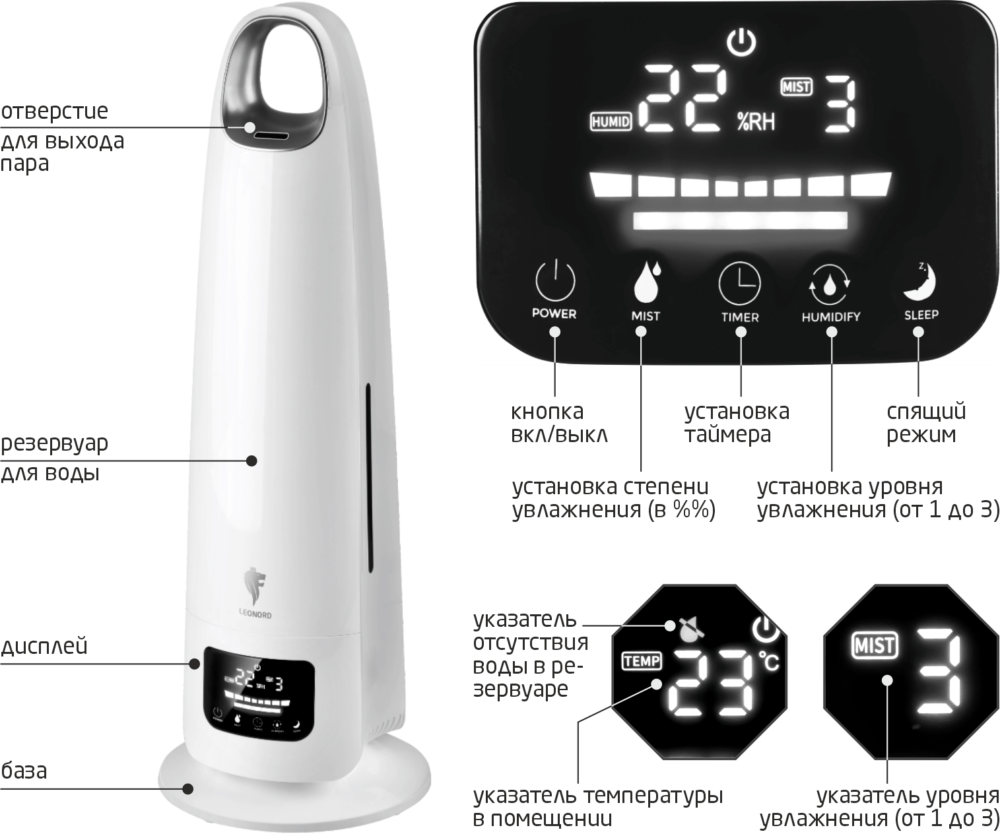 отверстие
для выхода
пара
резервуар
для воды
LEONORD
дисплей
база
22
MIST
3
HUMID
%RH
POWER
MIST
TIMER
HUMIDIFY
SLEEP
кнопка
вкл/выкл
установка
таймера
спящий
режим
установка степени
увлажнения (в %%)
установка уровня
увлажнения (от 1 до 3)
указатель
отсутствия
воды в ре-
зервуаре
TEMP
23
°C
указатель температуры
в помещении
MIST
3
указатель уровня
увлажнения (от 1 до 3)